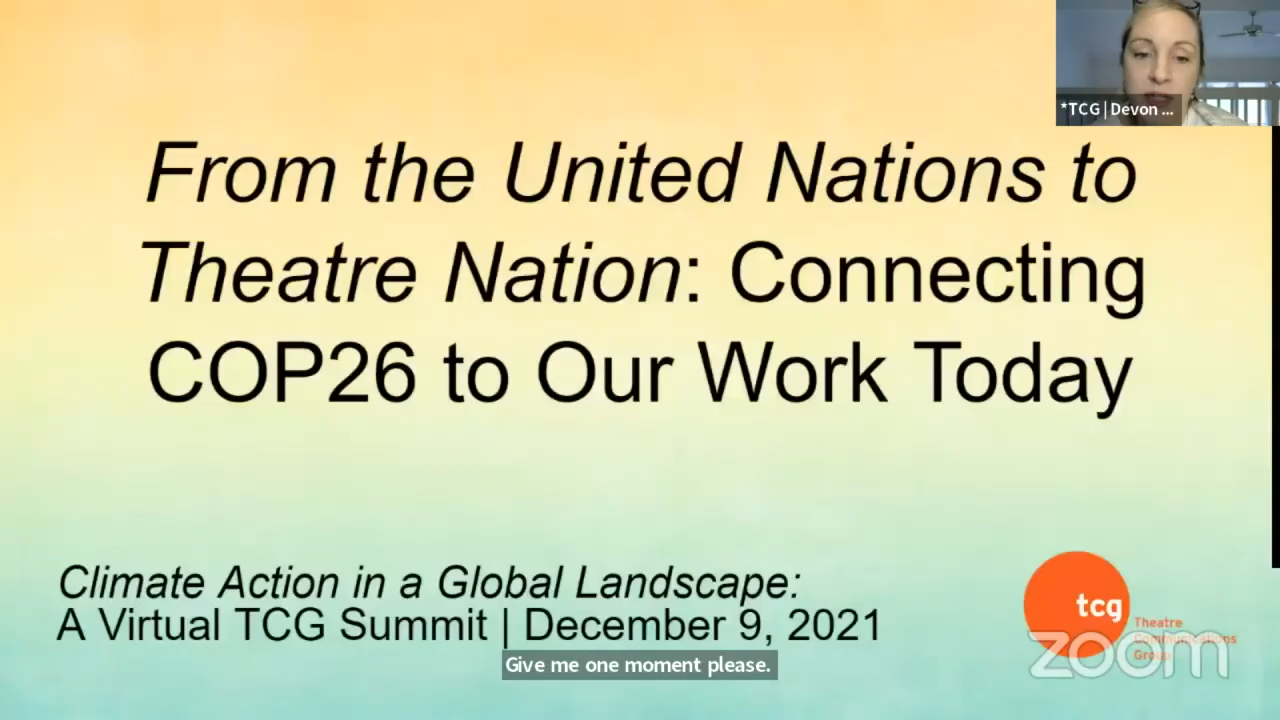 *TCG | Devon ...
From the United Nations to
Theatre Nation: Connecting
COP26 to Our Work Today
Climate Action in a Global Landscape:
A Virtual TCG Summit | December 9, 2021
tcg
Theatre
Communications
Group
zoom
Give me one moment please.